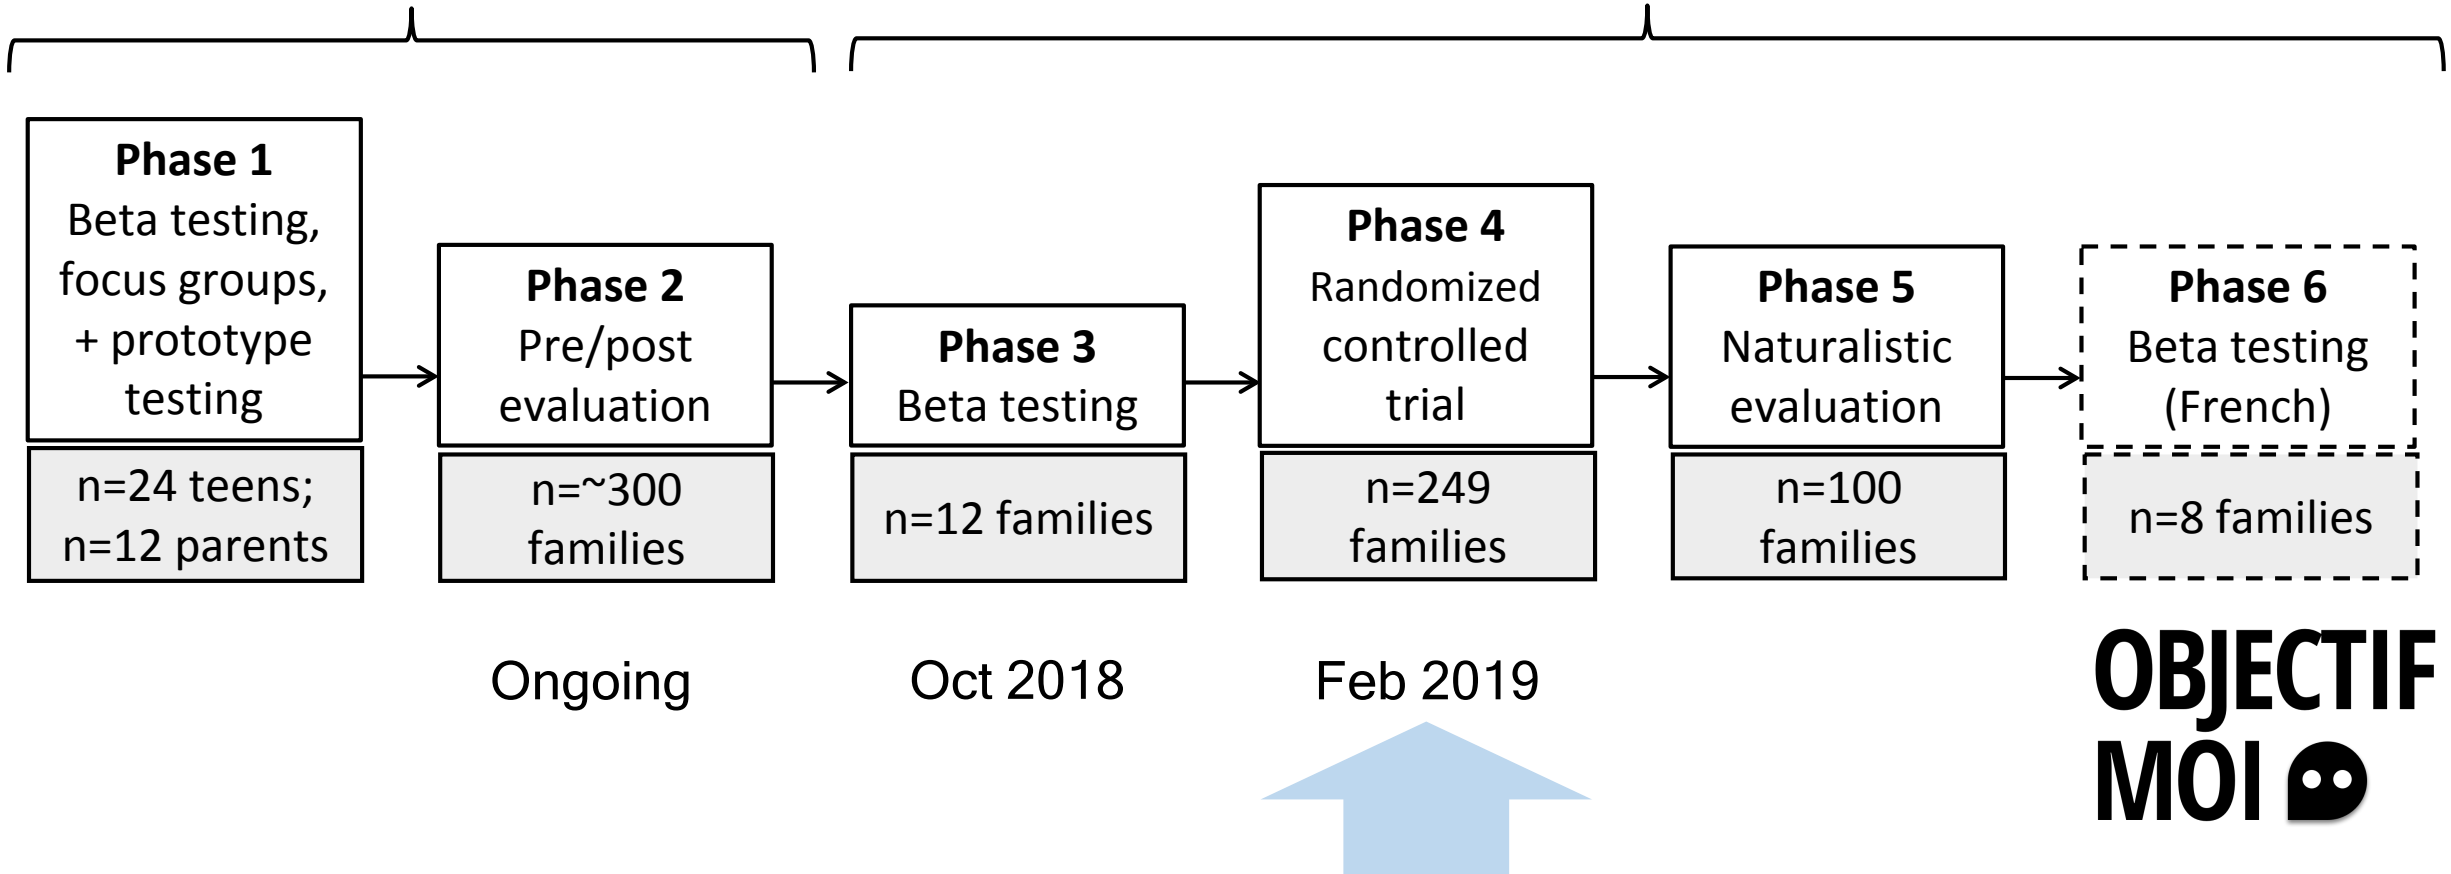 Phase 1
Beta testing,
focus groups,
+ prototype
testing
n=24 teens;
n=12 parents
Phase 2
Pre/post
evaluation
n=~300
families
Ongoing
Phase 3
Beta testing
n=12 families
Oct 2018
Phase 4
Randomized
controlled
trial
n=249
families
Feb 2019
Phase 5
Naturalistic
evaluation
n=100
families
Phase 6
Beta testing
(French)
n=8 families
OBJECTIF
MOI